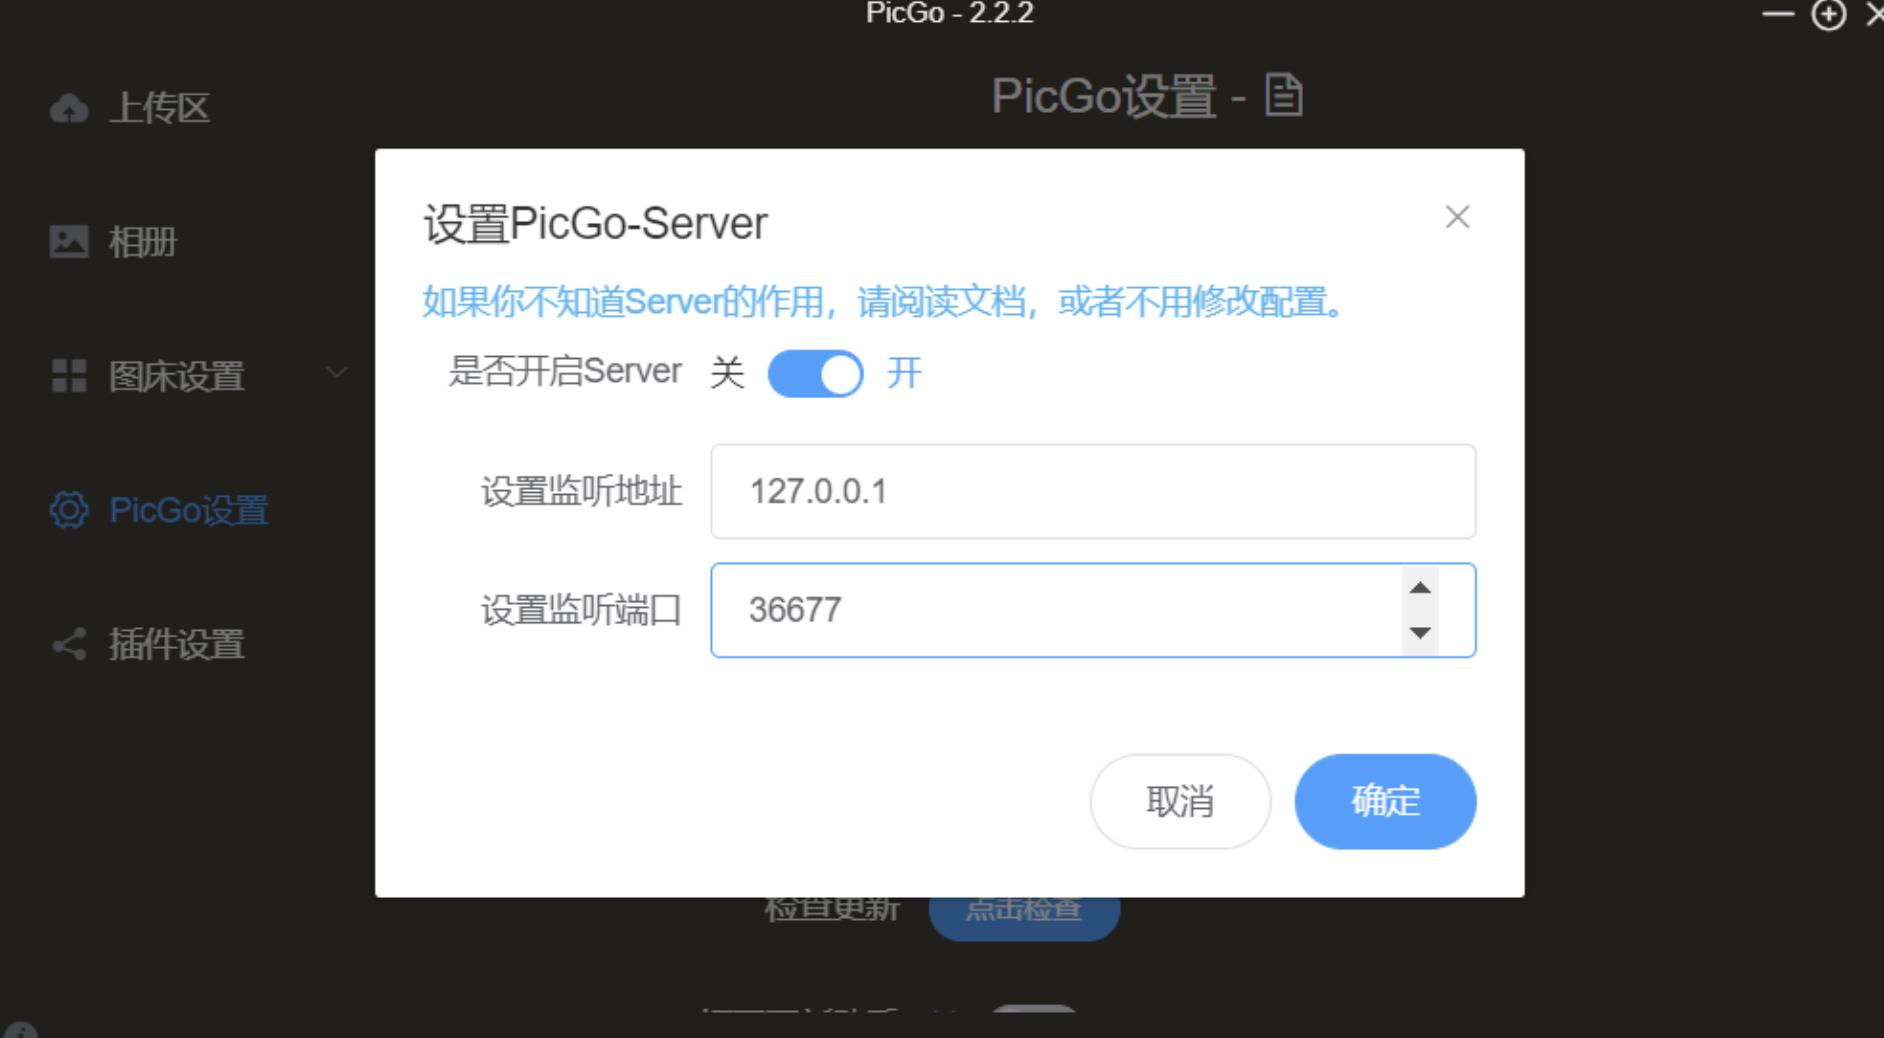 PicGo - 2.2.2
上传区
相册
图床设置
PicGo设置
插件设置
PicGo设置 -
设置PicGo-Server
如果你不知道Server的作用，请阅读文档，或者不用修改配置。
是否开启Server 关 开
设置监听地址 127.0.0.1
设置监听端口 36677
取消 确定
检查更新 点击检查